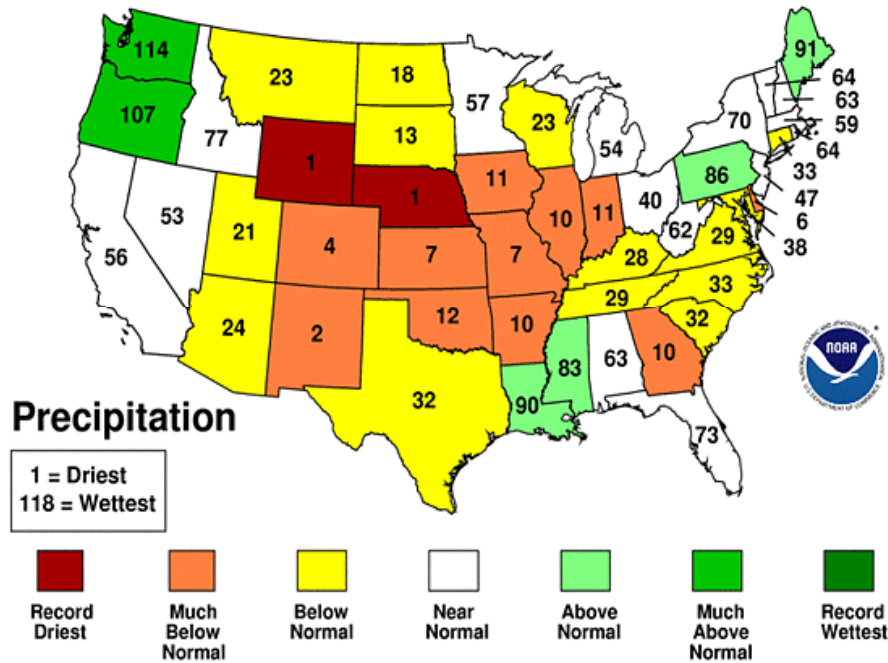 114
91
23
18
64
57
107
63
70
23
59
77
13
54
64
1
33
86
11
1
40
47
10
11
6
53
62
21
29
38
4
56
7
7
28
33
29
24
2
12
10
32
10
63
83
32
90
73
NOAA
Precipitation
1 = Driest
118 = Wettest
Record
Driest
Much
Below
Normal
Below
Normal
Near
Normal
Above
Normal
Much
Above
Normal
Record
Wettest